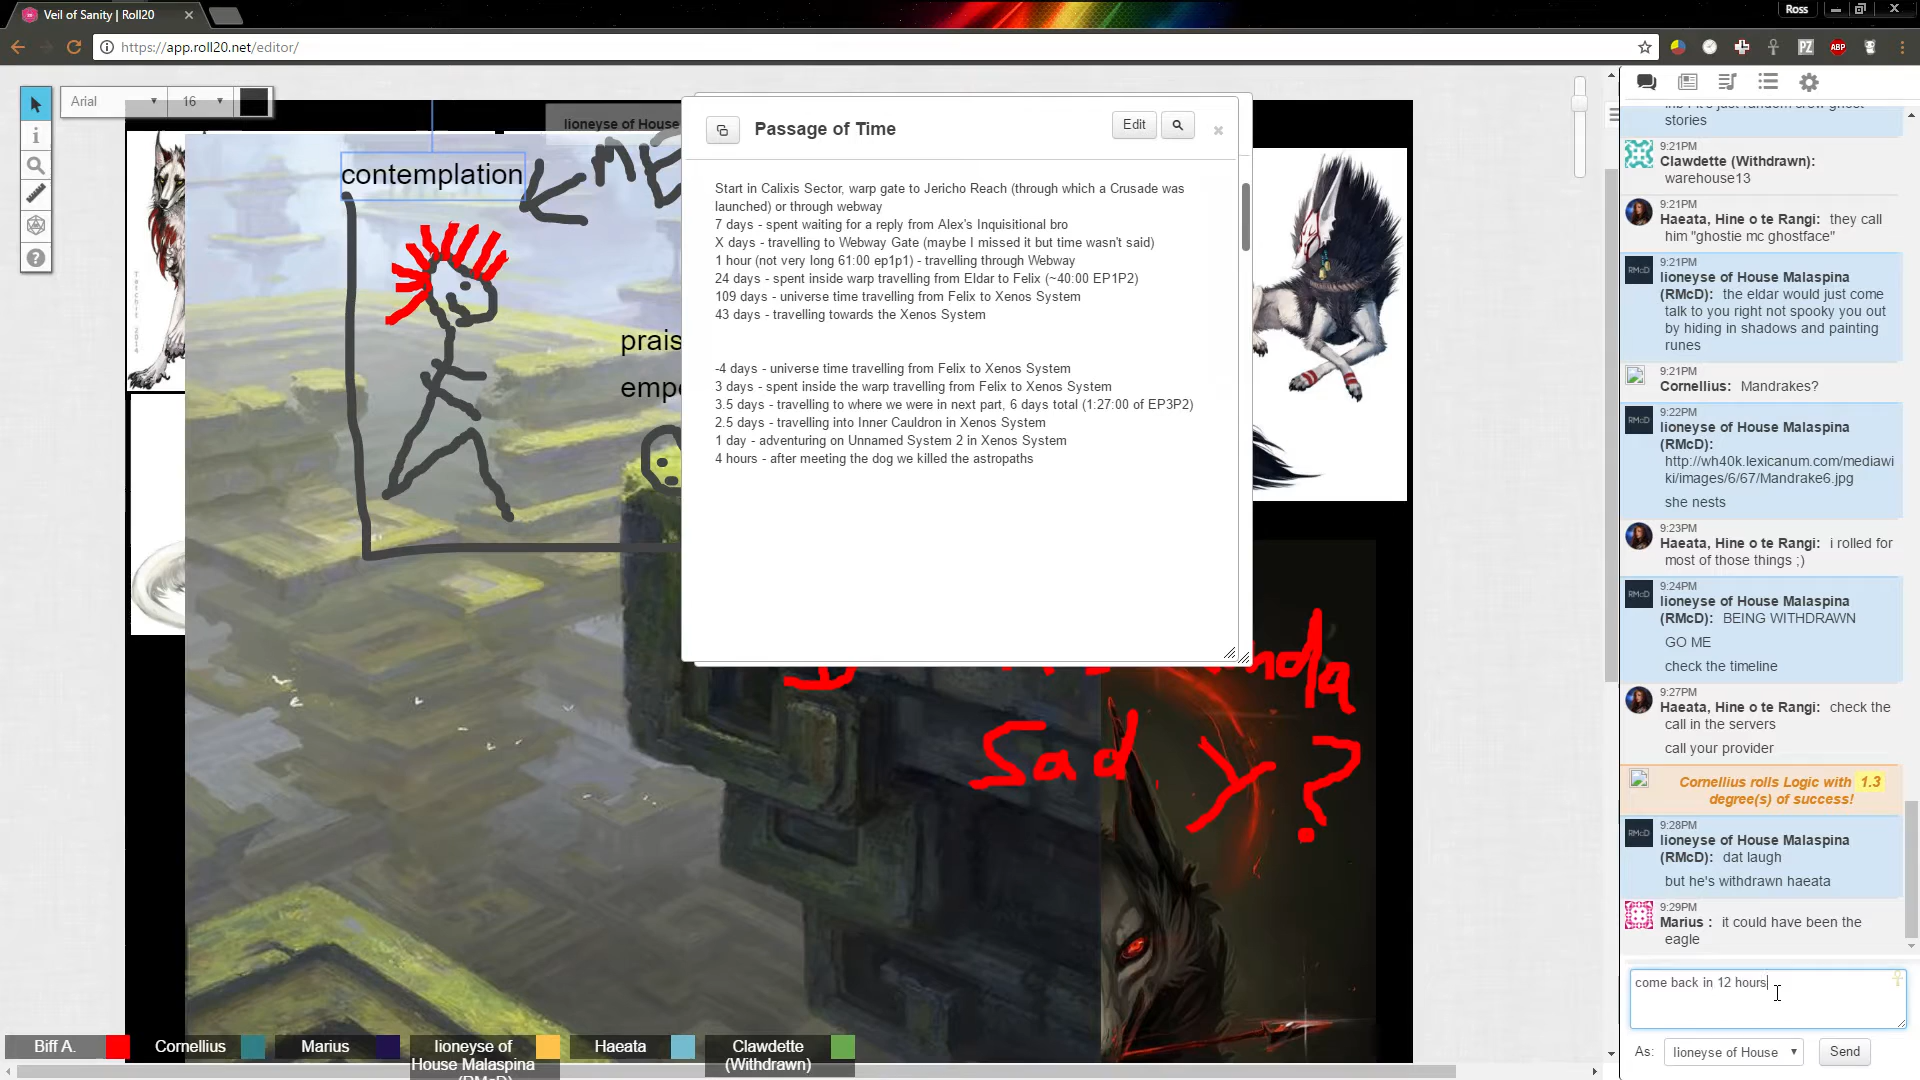 Veil of Sanity | Roll20
Ross
https://app.roll20.net/editor/
PZ
ABP
Arial
16
lioneyse of House
contemplation
ME
Passage of Time
Edit
Start in Calixis Sector, warp gate to Jericho Reach (through which a Crusade was
launched) or through webway
7 days - spent waiting for a reply from Alex's Inquisitional bro
X days - travelling to Webway Gate (maybe I missed it but time wasn't said)
1 hour (not very long 61:00 ep1p1) - travelling through Webway
24 days - spent inside warp travelling from Eldar to Felix (~40:00 EP1P2)
109 days - universe time travelling from Felix to Xenos System
43 days - travelling towards the Xenos System
-4 days - universe time travelling from Felix to Xenos System
3 days - spent inside the warp travelling from Felix to Xenos System
3.5 days - travelling to where we were in next part, 6 days total (1:27:00 of EP3P2)
2.5 days - travelling into Inner Cauldron in Xenos System
1 day - adventuring on Unnamed System 2 in Xenos System
4 hours - after meeting the dog we killed the astropaths
prais
empe
Sad Y?
stories
9:21PM
Clawdette (Withdrawn):
warehouse13
9:21PM
Haeata, Hine o te Rangi: they call
him "ghostie mc ghostface"
9:21PM
lioneyse of House Malaspina
(RMcD): the eldar would just come
talk to you right not spooky you out
by hiding in shadows and painting
runes
9:21PM
Cornellius: Mandrakes?
9:22PM
lioneyse of House Malaspina
(RMcD):
http://wh40k.lexicanum.com/mediawi
ki/images/6/67/Mandrake6.jpg
she nests
9:23PM
Haeata, Hine o te Rangi: i rolled for
most of those things ;)
9:24PM
lioneyse of House Malaspina
(RMcD): BEING WITHDRAWN
GO ME
check the timeline
9:27PM
Haeata, Hine o te Rangi: check the
call in the servers
call your provider
Cornellius rolls Logic with 1.3
degree(s) of success!
9:28PM
lioneyse of House Malaspina
(RMcD): dat laugh
but he's withdrawn haeata
9:29PM
Marius : it could have been the
eagle
come back in 12 hours
As: lioneyse of House
Send
Biff A.
Cornellius
Marius
lioneyse of
House Malaspina
(RMcD)
Haeata
Clawdette
(Withdrawn)